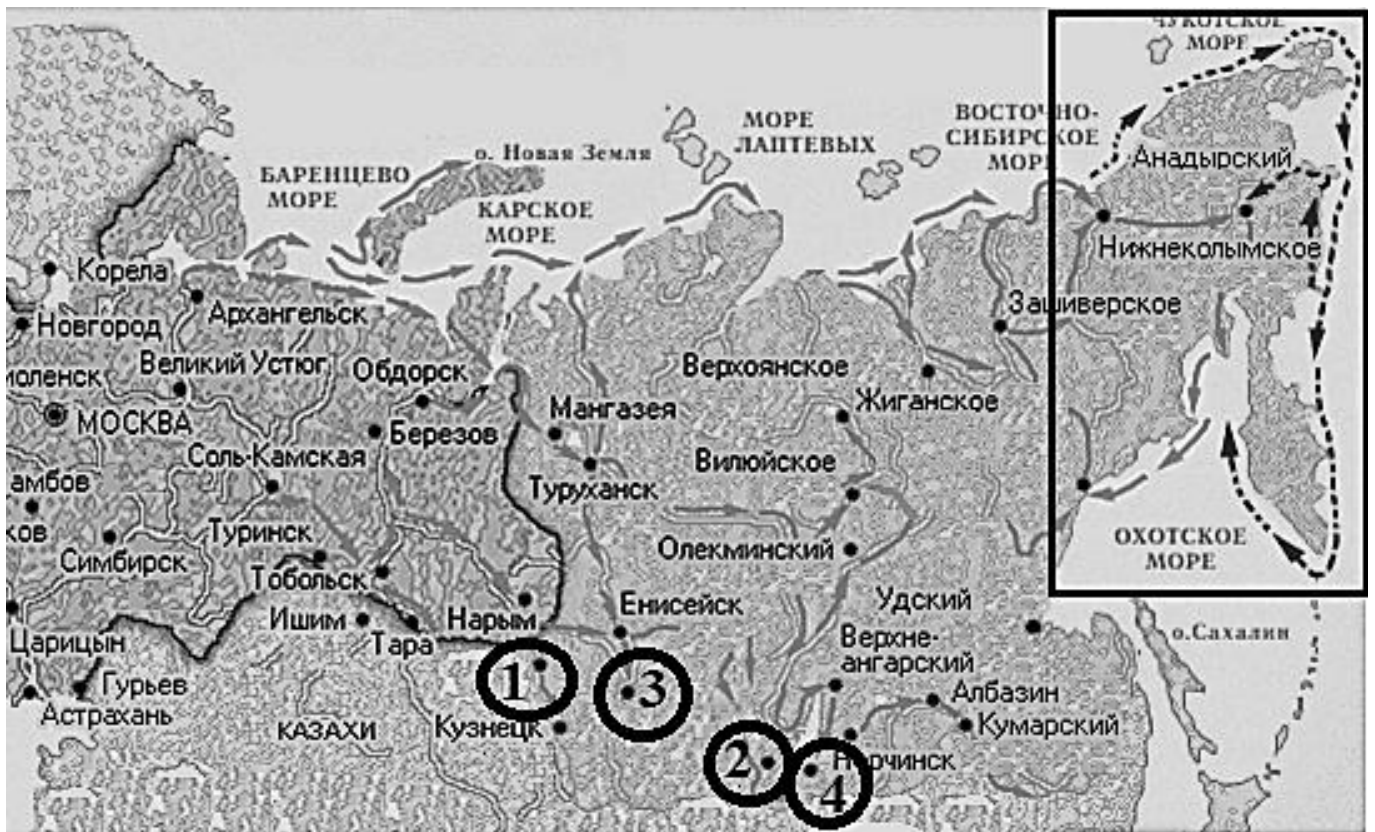 ЧУКОТСКОЕ
МОРЕ
ВОСТОЧНО-
СИБИРСКОЕ
МОРЕ
МОРЕ
ЛАПТЕВЫХ
о. Новая Земля
БАРЕНЦЕВО
МОРЕ
КАРСКОЕ
МОРЕ
Анадырский
Нижнеколымское
Корела
Архангельск
Новгород
Зашиверское
Великий Устюг
Обдорск
Верхоянское
моленск
МОСКВА
Мангазея
Жиганское
Березов
Соль-Камская
Вилюйское
амбов
Туруханск
ков
Туринск
Симбирск
Олекминский
ОХОТСКОЕ
МОРЕ
Тобольск
Нарым
Енисейск
Удский
Ишим
Тара
Верхне-
ангарский
о. Сахалин
Царицын
Гурьев
Астрахань
1
3
Албазин
КАЗАХИ
Кузнецк
Кумарский
2
4
Нерчинск